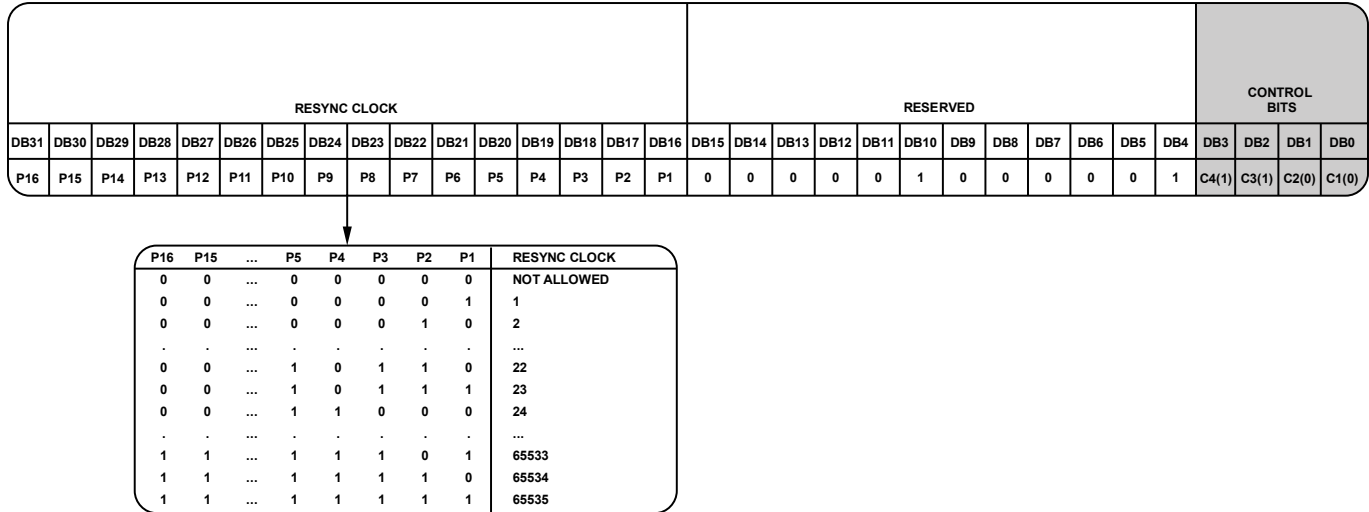 RESYNC CLOCK RESERVED CONTROL
BITS
DB31 DB30 DB29 DB28 DB27 DB26 DB25 DB24 DB23 DB22 DB21 DB20 DB19 DB18 DB17 DB16 DB15 DB14 DB13 DB12 DB11 DB10 DB9 DB8 DB7 DB6 DB5 DB4 DB3 DB2 DB1 DB0
P16 P15 P14 P13 P12 P11 P10 P9 P8 P7 P6 P5 P4 P3 P2 P1 0 0 0 0 0 1 0 0 0 0 0 1 C4(1) C3(1) C2(0) C1(0)
P16 P15 ... P5 P4 P3 P2 P1 RESYNC CLOCK
0 0 ... 0 0 0 0 0 NOT ALLOWED
0 0 ... 0 0 0 0 1 1
0 0 ... 0 0 0 1 0 2
. . ... . . . . . ...
0 0 ... 1 0 1 1 0 22
0 0 ... 1 0 1 1 1 23
0 0 ... 1 1 0 0 0 24
. . ... . . . . . ...
1 1 ... 1 1 1 0 1 65533
1 1 ... 1 1 1 1 0 65534
1 1 ... 1 1 1 1 1 65535